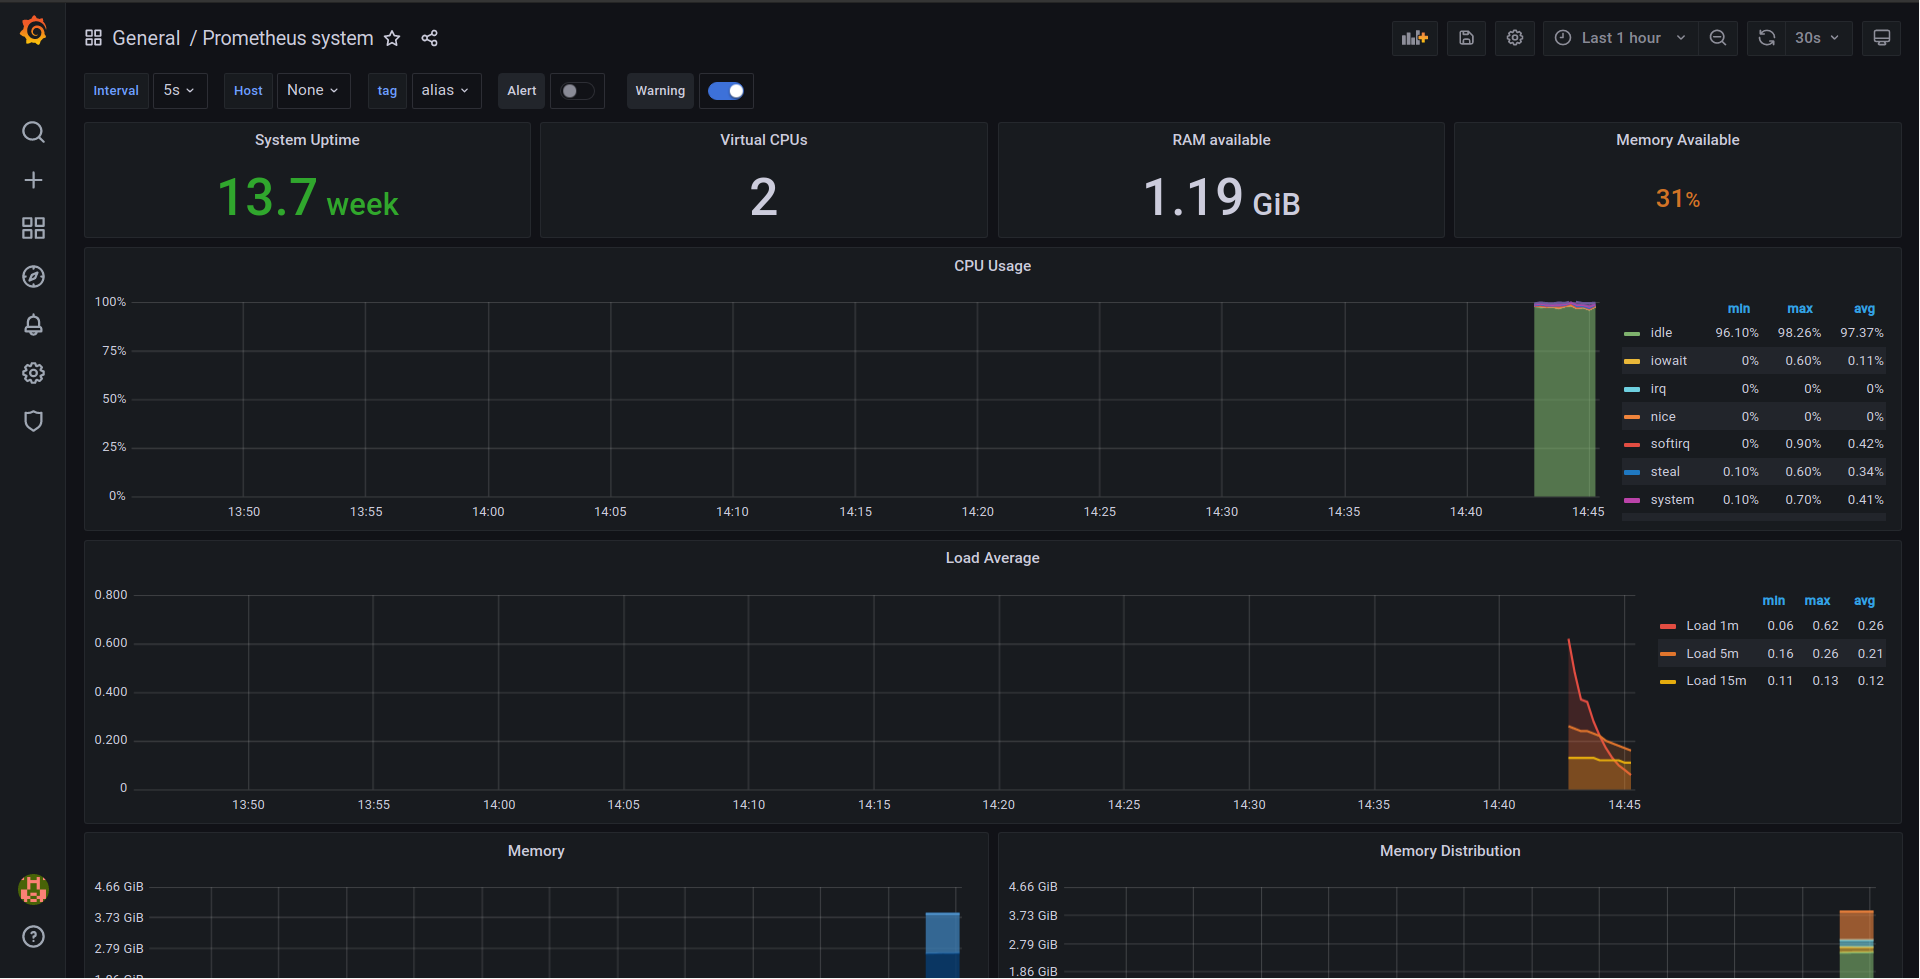 General / Prometheus system
Last 1 hour
30s
Interval 5s Host None tag alias Alert Warning
System Uptime
13.7 week
Virtual CPUs
2
RAM available
1.19 GiB
Memory Available
31%
CPU Usage
100%
75%
50%
25%
0%
13:50 13:55 14:00 14:05 14:10 14:15 14:20 14:25 14:30 14:35 14:40 14:45
min max avg
idle 96.10% 98.26% 97.37%
iowait 0% 0.60% 0.11%
irq 0% 0% 0%
nice 0% 0% 0%
softirq 0% 0.90% 0.42%
steal 0.10% 0.60% 0.34%
system 0.10% 0.70% 0.41%
Load Average
0.800
0.600
0.400
0.200
0
13:50 13:55 14:00 14:05 14:10 14:15 14:20 14:25 14:30 14:35 14:40 14:45
min max avg
Load 1m 0.06 0.62 0.26
Load 5m 0.16 0.26 0.21
Load 15m 0.11 0.13 0.12
Memory
4.66 GiB
3.73 GiB
2.79 GiB
1.86 GiB
Memory Distribution
4.66 GiB
3.73 GiB
2.79 GiB
1.86 GiB